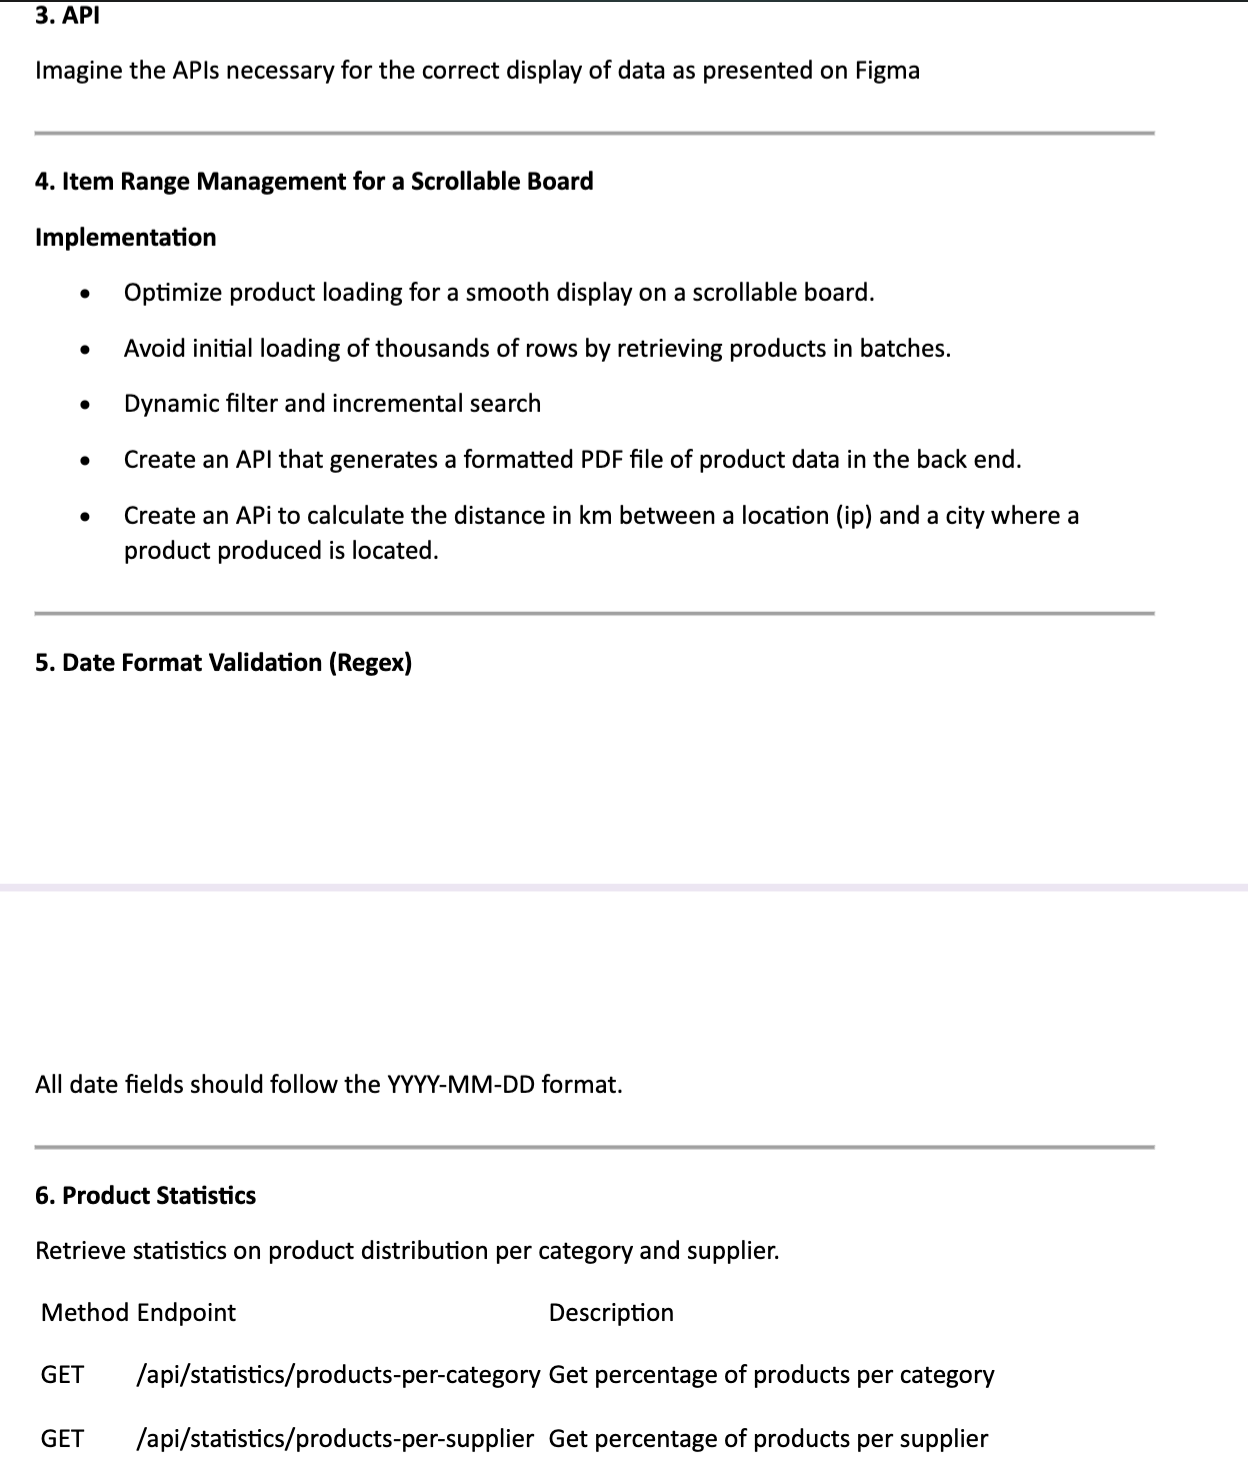 3. API
Imagine the APIs necessary for the correct display of data as presented on Figma
4. Item Range Management for a Scrollable Board
Implementation
• Optimize product loading for a smooth display on a scrollable board.
• Avoid initial loading of thousands of rows by retrieving products in batches.
• Dynamic filter and incremental search
• Create an API that generates a formatted PDF file of product data in the back end.
• Create an APi to calculate the distance in km between a location (ip) and a city where a
product produced is located.
5. Date Format Validation (Regex)
All date fields should follow the YYYY-MM-DD format.
6. Product Statistics
Retrieve statistics on product distribution per category and supplier.
Method Endpoint Description
GET /api/statistics/products-per-category Get percentage of products per category
GET /api/statistics/products-per-supplier Get percentage of products per supplier